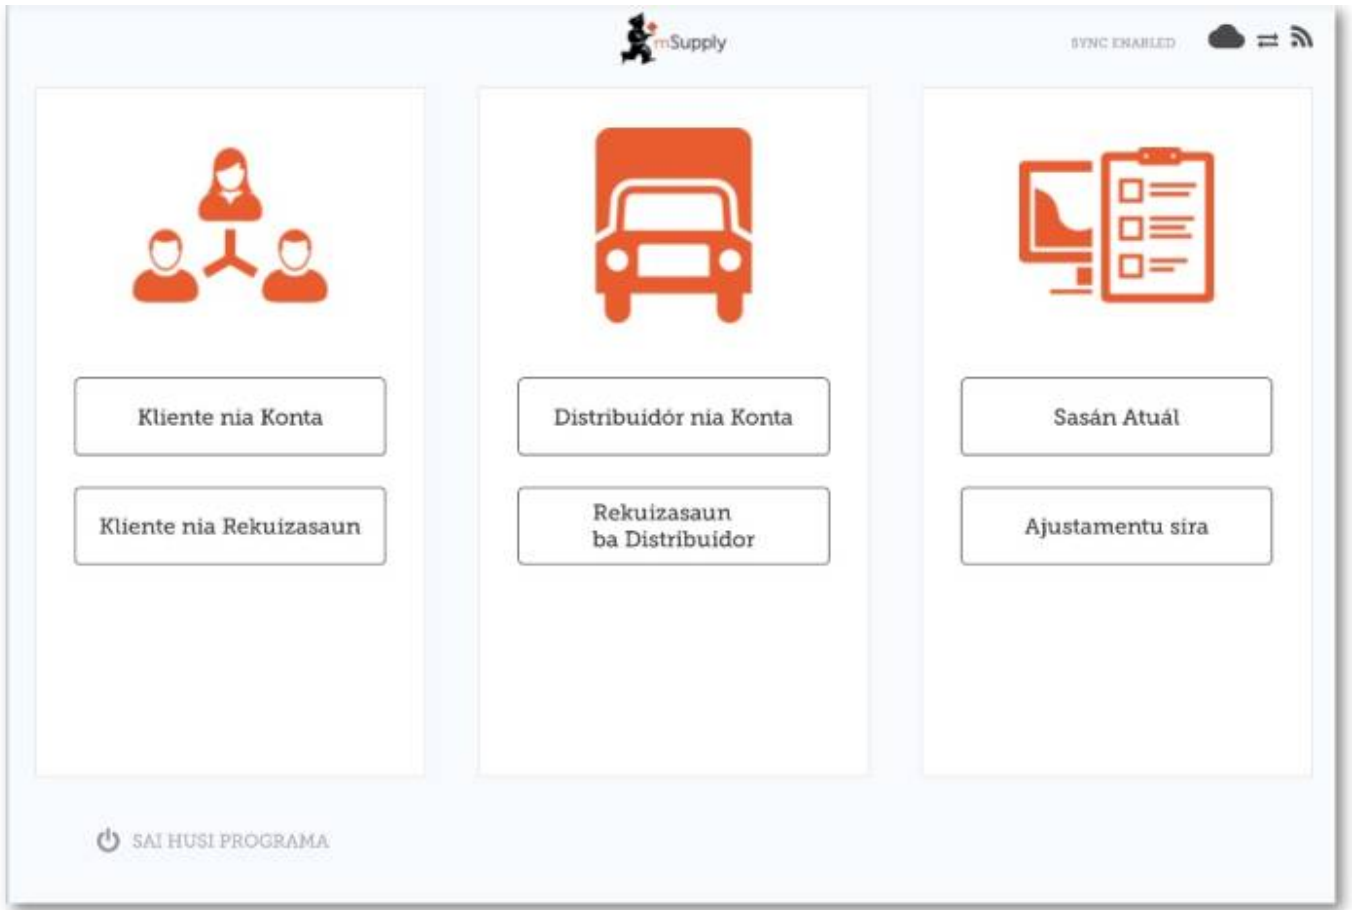 mSupply
SYNC ENABLED
Kliente nia Konta
Kliente nia Rekuizasaun
Distribuidór nia Konta
Rekuizasaun
ba Distribuidor
Sasán Atuál
Ajustamentu sira
SAI HUSI PROGRAMA